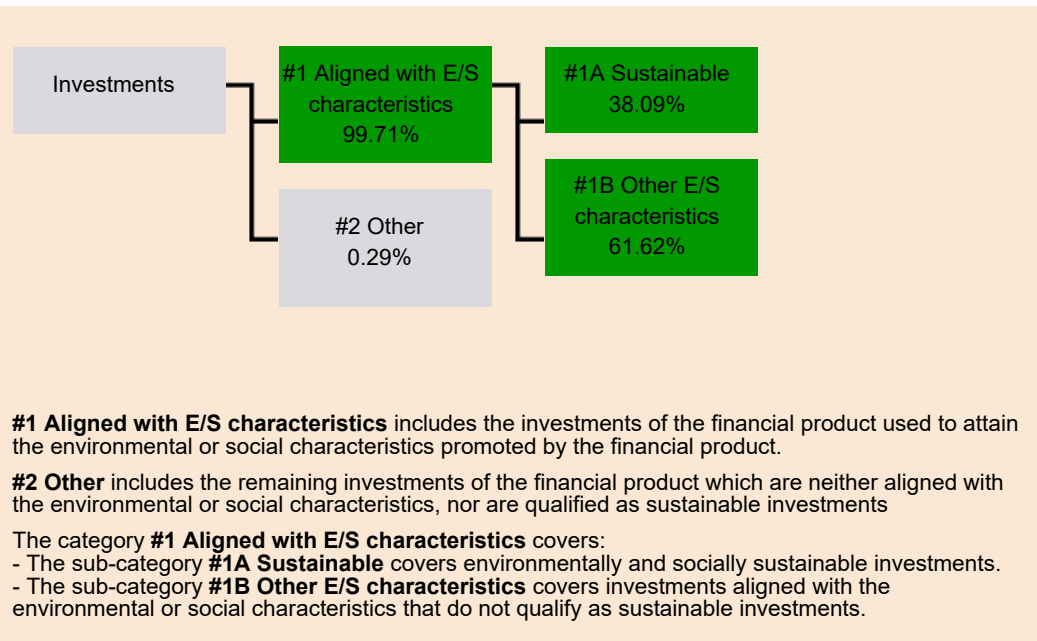 Investments
#1 Aligned with E/S
characteristics
99.71%
#1A Sustainable
38.09%
#1B Other E/S
characteristics
61.62%
#2 Other
0.29%
#1 Aligned with E/S characteristics includes the investments of the financial product used to attain
the environmental or social characteristics promoted by the financial product.
#2 Other includes the remaining investments of the financial product which are neither aligned with
the environmental or social characteristics, nor are qualified as sustainable investments
The category #1 Aligned with E/S characteristics covers:
- The sub-category #1A Sustainable covers environmentally and socially sustainable investments.
- The sub-category #1B Other E/S characteristics covers investments aligned with the
environmental or social characteristics that do not qualify as sustainable investments.